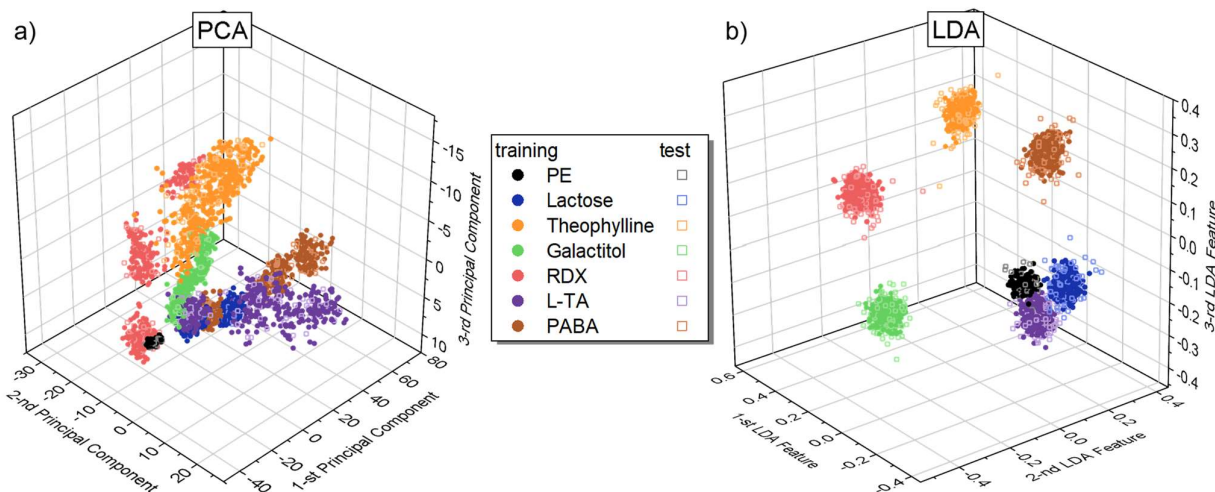 a)
PCA
-15
-10
-5
0
5
10
3-rd Principal Component
-30
-20
-10
0
10
20
2-nd Principal Component
-40
-20
0
20
40
60
80
1-st Principal Component
training test
PE
Lactose
Theophylline
Galactitol
RDX
L-TA
PABA
b)
LDA
0.4
0.3
0.2
0.1
0.0
-0.1
-0.2
-0.3
-0.4
3-rd LDA Feature
0.6
0.4
0.2
0.0
-0.2
-0.4
1-st LDA Feature
-0.4
-0.2
0.0
0.2
0.4
2-nd LDA Feature